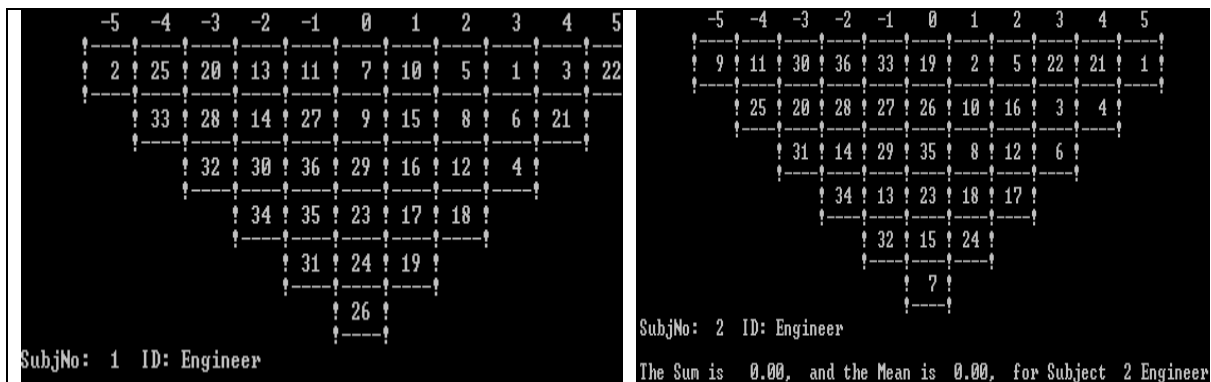 -5 -4 -3 -2 -1 0 1 2 3 4 5
2 ! 25 ! 20 ! 13 ! 11 ! 7 ! 10 ! 5 ! 1 ! 3 ! 22
33 ! 28 ! 14 ! 27 ! 9 ! 15 ! 8 ! 6 ! 21
32 ! 30 ! 36 ! 29 ! 16 ! 12 ! 4
34 ! 35 ! 23 ! 17 ! 18
31 ! 24 ! 19
26
SubjNo: 1 ID: Engineer
-5 -4 -3 -2 -1 0 1 2 3 4 5
9 ! 11 ! 30 ! 36 ! 33 ! 19 ! 2 ! 5 ! 22 ! 21 ! 1
25 ! 20 ! 28 ! 27 ! 26 ! 10 ! 16 ! 3 ! 4
31 ! 14 ! 29 ! 35 ! 8 ! 12 ! 6
34 ! 13 ! 23 ! 18 ! 17
32 ! 15 ! 24
7
SubjNo: 2 ID: Engineer
The Sum is 0.00, and the Mean is 0.00, for Subject 2 Engineer